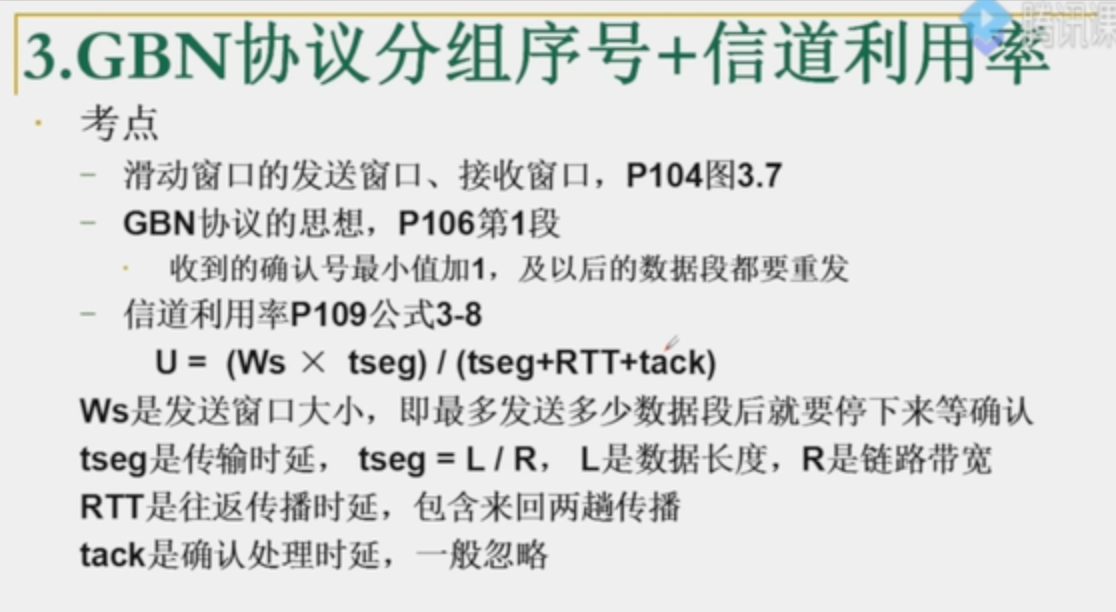 3.GBN协议分组序号+信道利用率
腾讯课
· 考点
– 滑动窗口的发送窗口、接收窗口，P104图3.7
– GBN协议的思想，P106第1段
· 收到的确认号最小值加1，及以后的数据段都要重发
– 信道利用率P109公式3-8
U = (Ws × tseg) / (tseg+RTT+tack)
Ws是发送窗口大小，即最多发送多少数据段后就要停下来等确认
tseg是传输时延， tseg = L / R， L是数据长度，R是链路带宽
RTT是往返传播时延，包含来回两趟传播
tack是确认处理时延，一般忽略